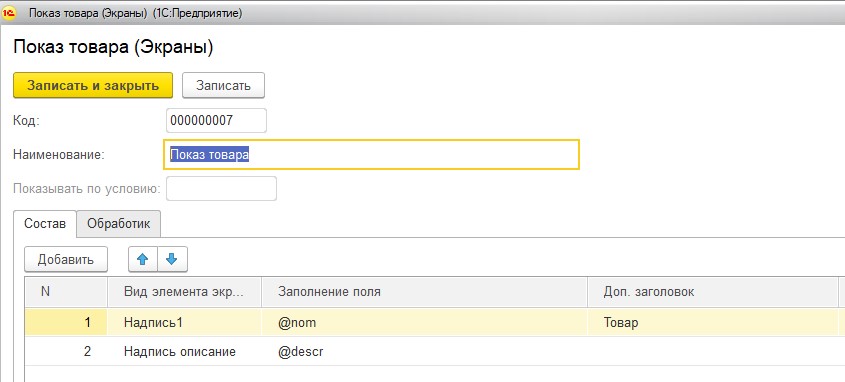 1С Показ товара (Экраны) (1С:Предприятие)
Показ товара (Экраны)
Записать и закрыть Записать
Код: 000000007
Наименование: Показ товара
Показывать по условию:
Состав Обработик
Добавить
N Вид элемента экр... Заполнение поля Доп. заголовок
1 Надпись1 @nom Товар
2 Надпись описание @descr